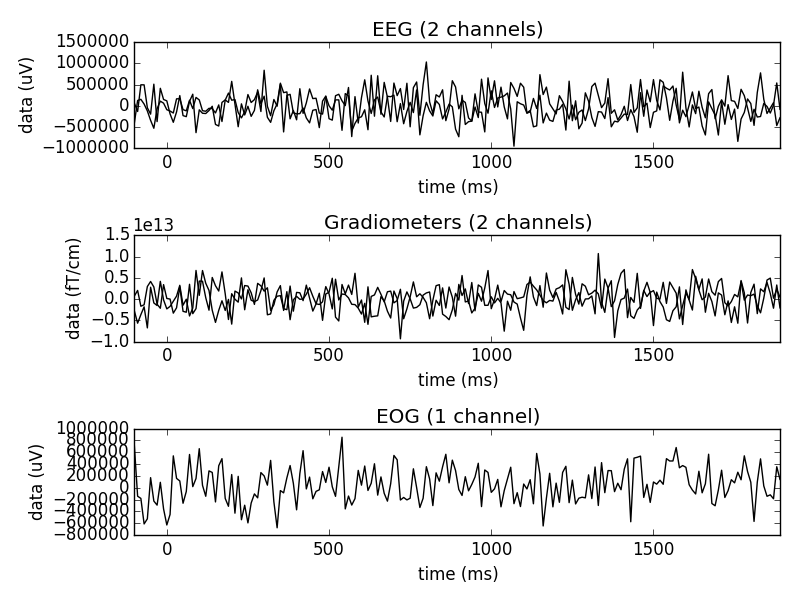 EEG (2 channels)
1500000
1000000
500000
0
−500000
−1000000
data (uV)
0 500 1000 1500
time (ms)
Gradiometers (2 channels)
1e13
1.5
1.0
0.5
0.0
−0.5
−1.0
data (fT/cm)
0 500 1000 1500
time (ms)
EOG (1 channel)
1000000
800000
600000
400000
200000
0
−200000
−400000
−600000
−800000
data (uV)
0 500 1000 1500
time (ms)